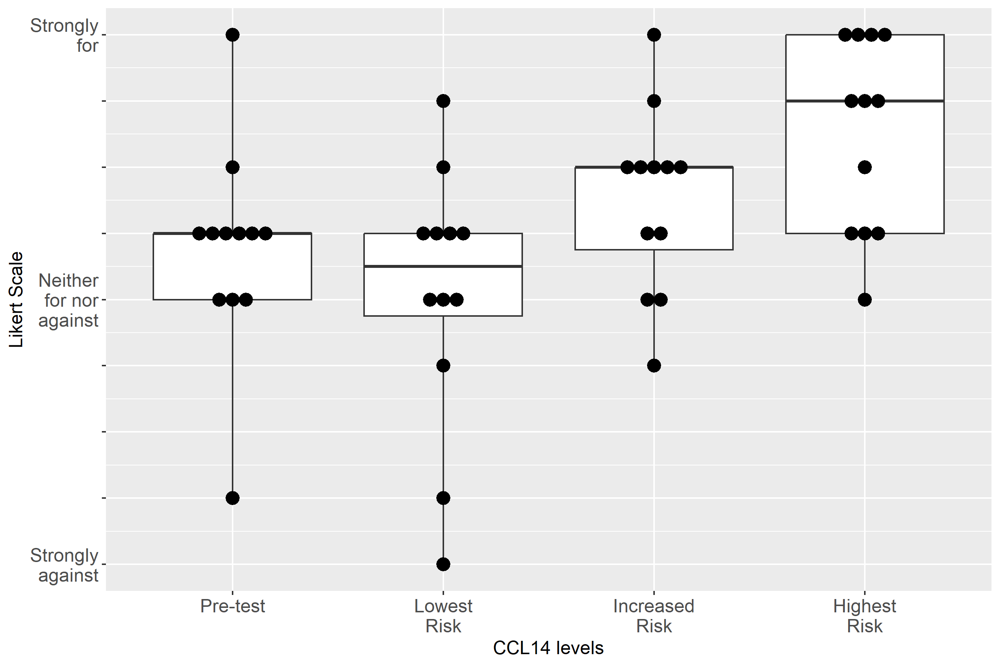 Strongly
for
Neither
for nor
against
Strongly
against
Likert Scale
Pre-test
Lowest
Risk
Increased
Risk
Highest
Risk
CCL14 levels